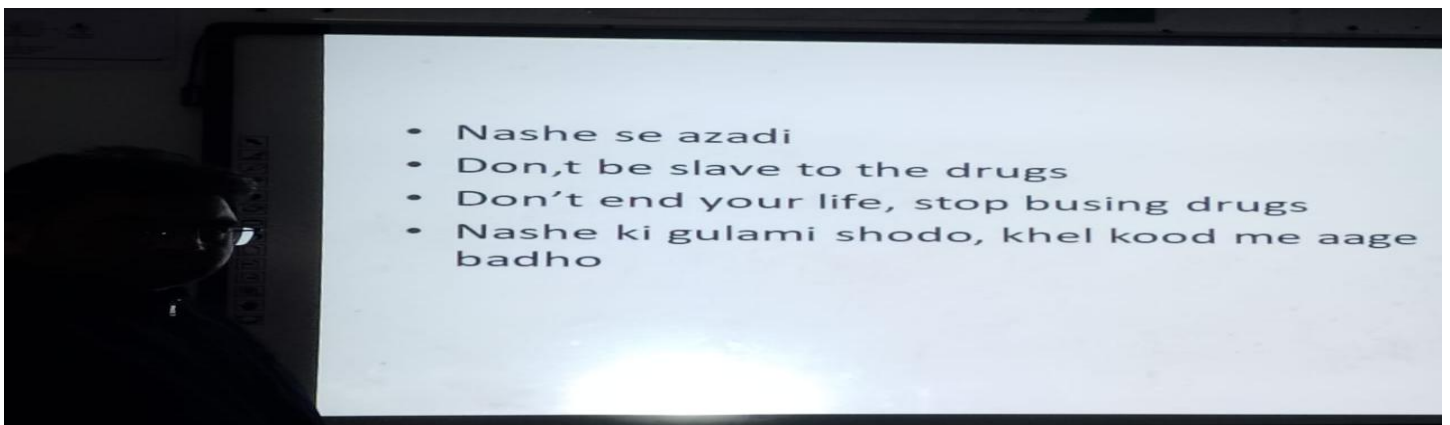 • Nashe se azadi
• Don,t be slave to the drugs
• Don't end your life, stop busing drugs
• Nashe ki gulami shodo, khel kood me aage
badho